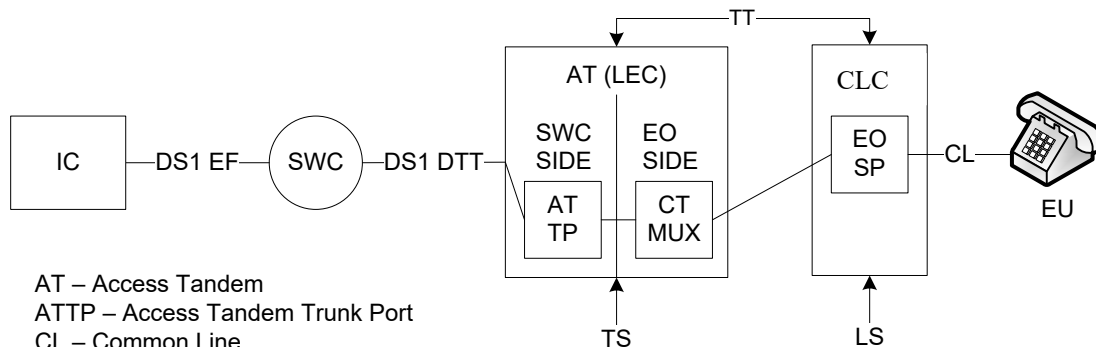 TT
AT (LEC)
CLC
SWC
SIDE
EO
SIDE
IC
DS1 EF
SWC
DS1 DTT
AT
TP
CT
MUX
EO
SP
CL
EU
AT – Access Tandem
ATTP – Access Tandem Trunk Port
CL – Common Line
TS
LS